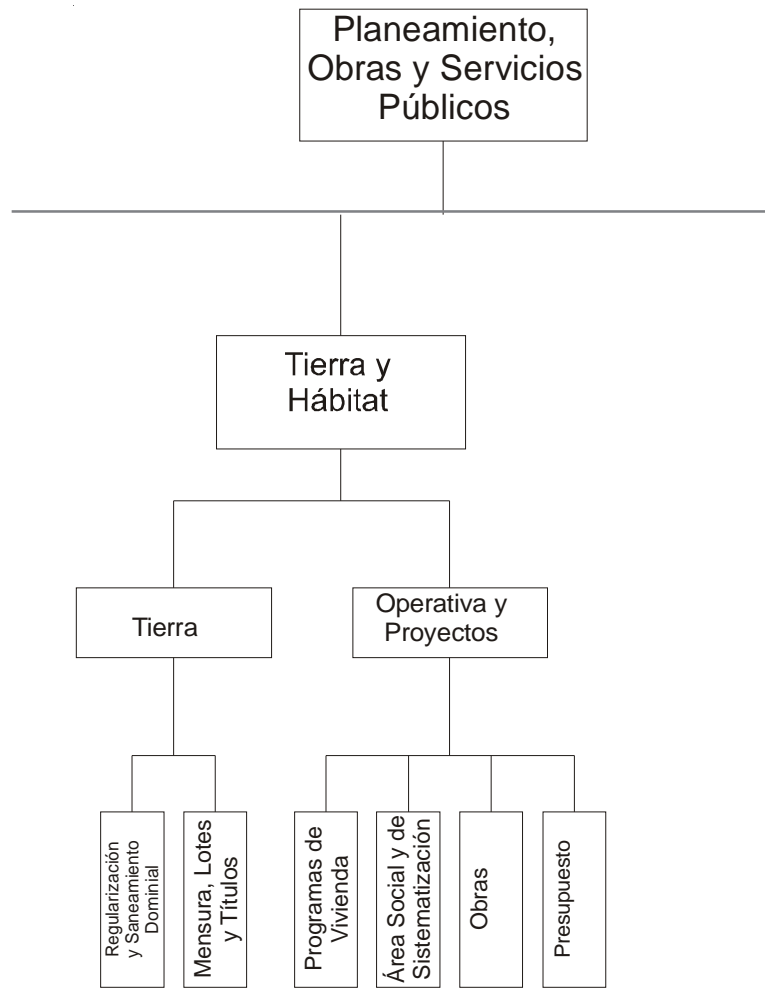 Planeamiento,
Obras y Servicios
Públicos
Tierra y
Hábitat
Tierra
Operativa y
Proyectos
Regularización
y Saneamiento
Dominial
Mensura, Lotes
y Títulos
Programas de
Vivienda
Área Social y de
Sistematización
Obras
Presupuesto